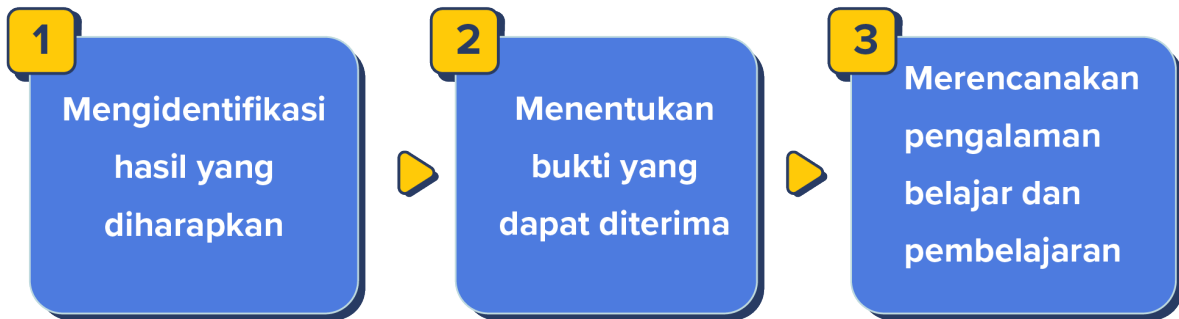 1
Mengidentifikasi
hasil yang
diharapkan
2
Menentukan
bukti yang
dapat diterima
3
Merencanakan
pengalaman
belajar dan
pembelajaran